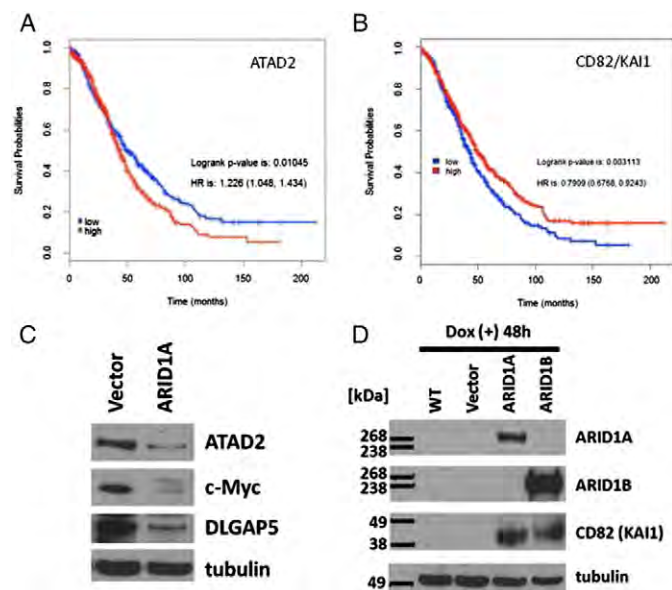 A
ATAD2
Survival Probabilities
1.0
0.8
0.6
0.4
0.2
0.0
Logrank p-value is: 0.01045
HR is: 1.226 (1.048, 1.434)
low
high
0
50
100
150
200
Time (months)
B
CD82/KAI1
Survival Probabilities
1.0
0.8
0.6
0.4
0.2
0.0
Logrank p-value is: 0.003113
HR is: 0.7909 (0.6768, 0.9243)
low
high
0
50
100
150
200
Time (months)
C
Vector
ARID1A
ATAD2
c-Myc
DLGAP5
tubulin
D
Dox (+) 48h
[kDa]
WT
Vector
ARID1A
ARID1B
268
238
ARID1A
268
238
ARID1B
49
38
CD82 (KAI1)
49
tubulin